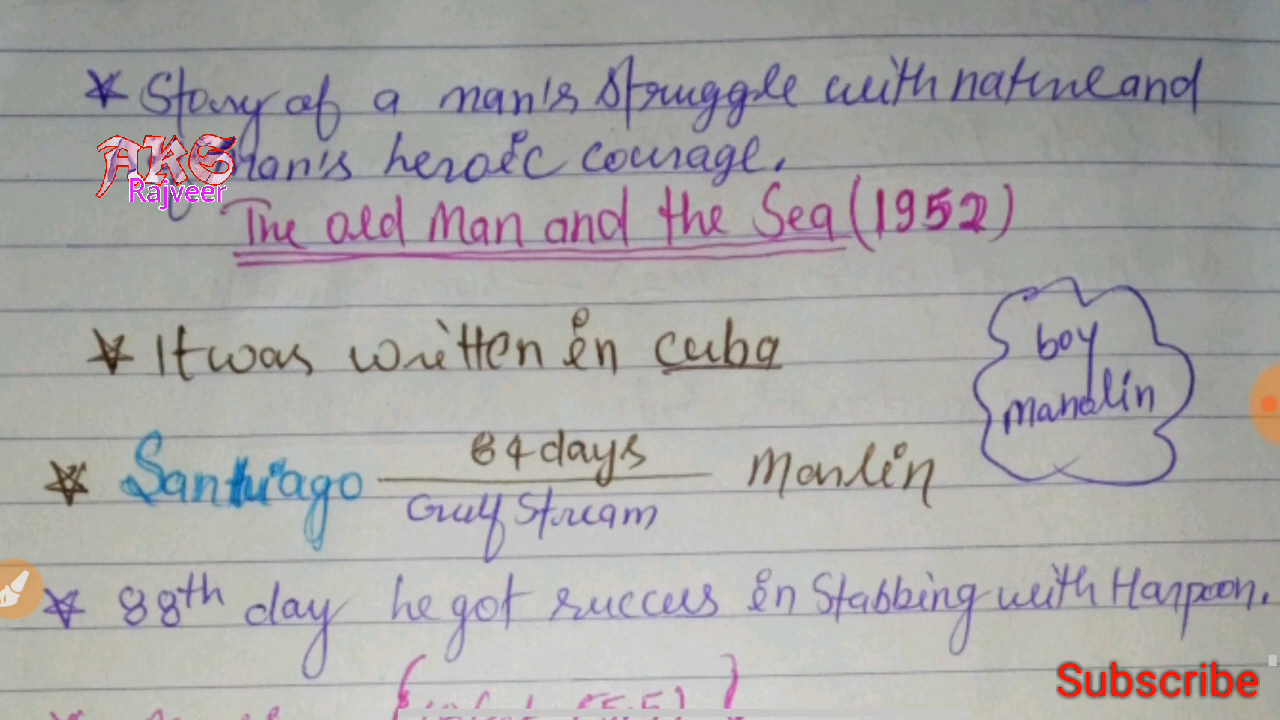 * Story of a man's struggle with nature and
man's heroic courage.
The old Man and the Sea (1952)
* It was written in cuba
boy
manolin
* Santiago 84 days Marlin
Gulf Stream
* 88th day he got success in Stabbing with Harpoon.
AKS
Rajveer
Subscribe